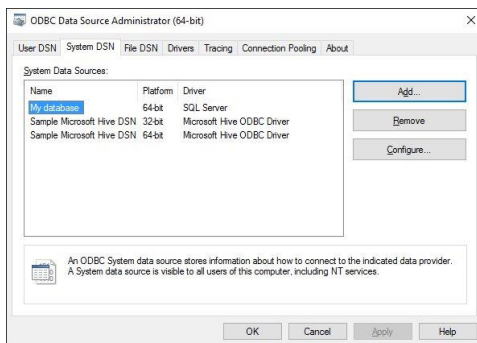 ODBC Data Source Administrator (64-bit)
User DSN System DSN File DSN Drivers Tracing Connection Pooling About
System Data Sources:
Name Platform Driver
My database 64-bit SQL Server
Sample Microsoft Hive DSN 32-bit Microsoft Hive ODBC Driver
Sample Microsoft Hive DSN 64-bit Microsoft Hive ODBC Driver
Add...
Remove
Configure...
An ODBC System data source stores information about how to connect to the indicated data provider.
A System data source is visible to all users of this computer, including NT services.
OK Cancel Apply Help